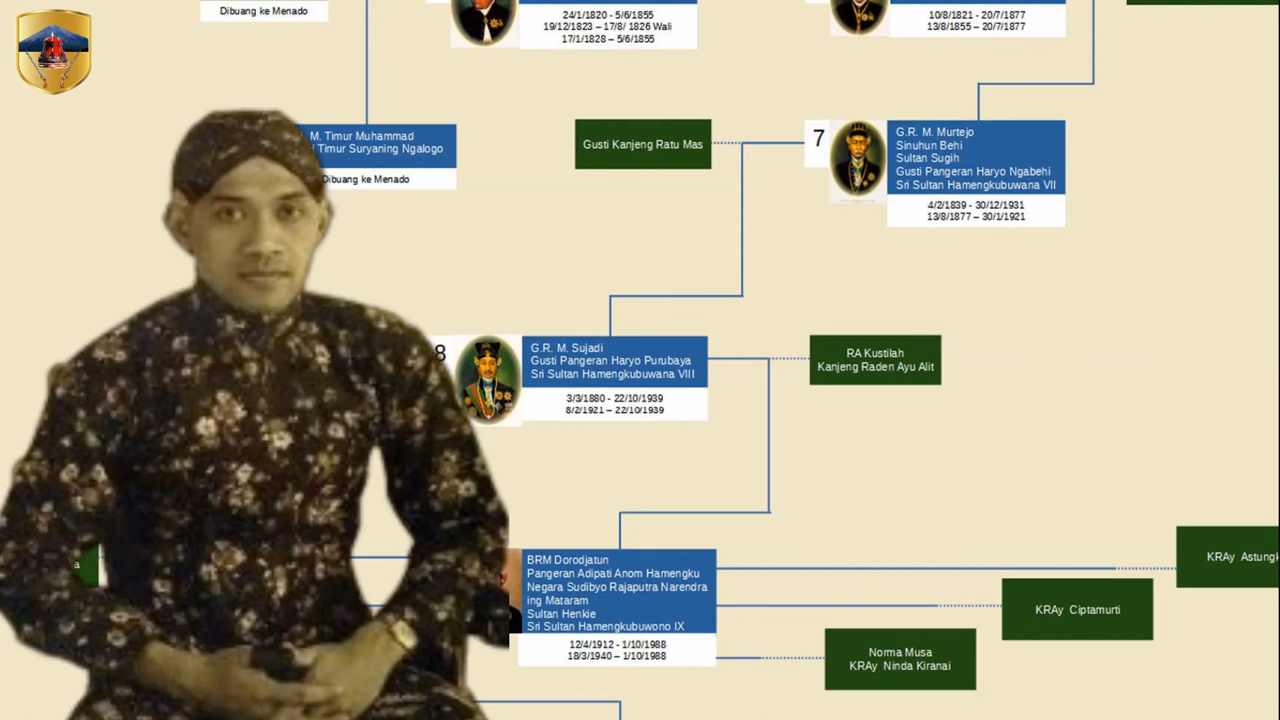 Dibuang ke Menado
24/1/1820 - 5/6/1855
19/12/1823 – 17/8/ 1826 Wali
17/1/1828 – 5/6/1855
10/8/1821 - 20/7/1877
13/8/1855 – 20/7/1877
M. Timur Muhammad
Timur Suryaning Ngalogo
Dibuang ke Menado
Gusti Kanjeng Ratu Mas
7
G.R. M. Murtejo
Sinuhun Behi
Sultan Sugih
Gusti Pangeran Haryo Ngabehi
Sri Sultan Hamengkubuwana VII
4/2/1839 - 30/12/1931
13/8/1877 – 30/1/1921
8
G.R. M. Sujadi
Gusti Pangeran Haryo Purubaya
Sri Sultan Hamengkubuwana VIII
3/3/1880 - 22/10/1939
8/2/1921 – 22/10/1939
RA Kustilah
Kanjeng Raden Ayu Alit
a
BRM Dorodjatun
Pangeran Adipati Anom Hamengku
Negara Sudibyo Rajaputra Narendra
ing Mataram
Sultan Henkie
Sri Sultan Hamengkubuwono IX
12/4/1912 - 1/10/1988
18/3/1940 – 1/10/1988
KRAy
KRAy Ciptamurti
Norma Musa
KRAy Ninda Kiranai